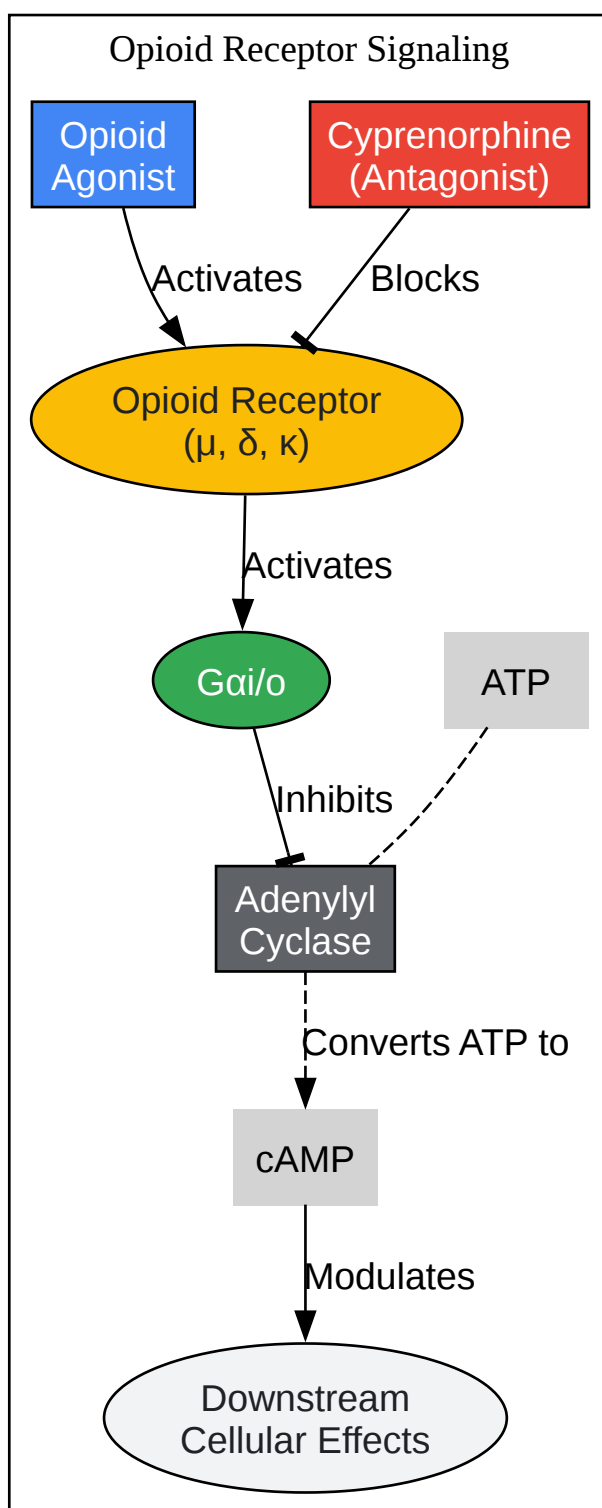 Opioid Receptor Signaling
Opioid
Agonist
Cyprenorphine
(Antagonist)
Activates
Blocks
Opioid Receptor
(μ, δ, κ)
Activates
Gαi/o
ATP
Inhibits
Adenylyl
Cyclase
Converts ATP to
cAMP
Modulates
Downstream
Cellular Effects